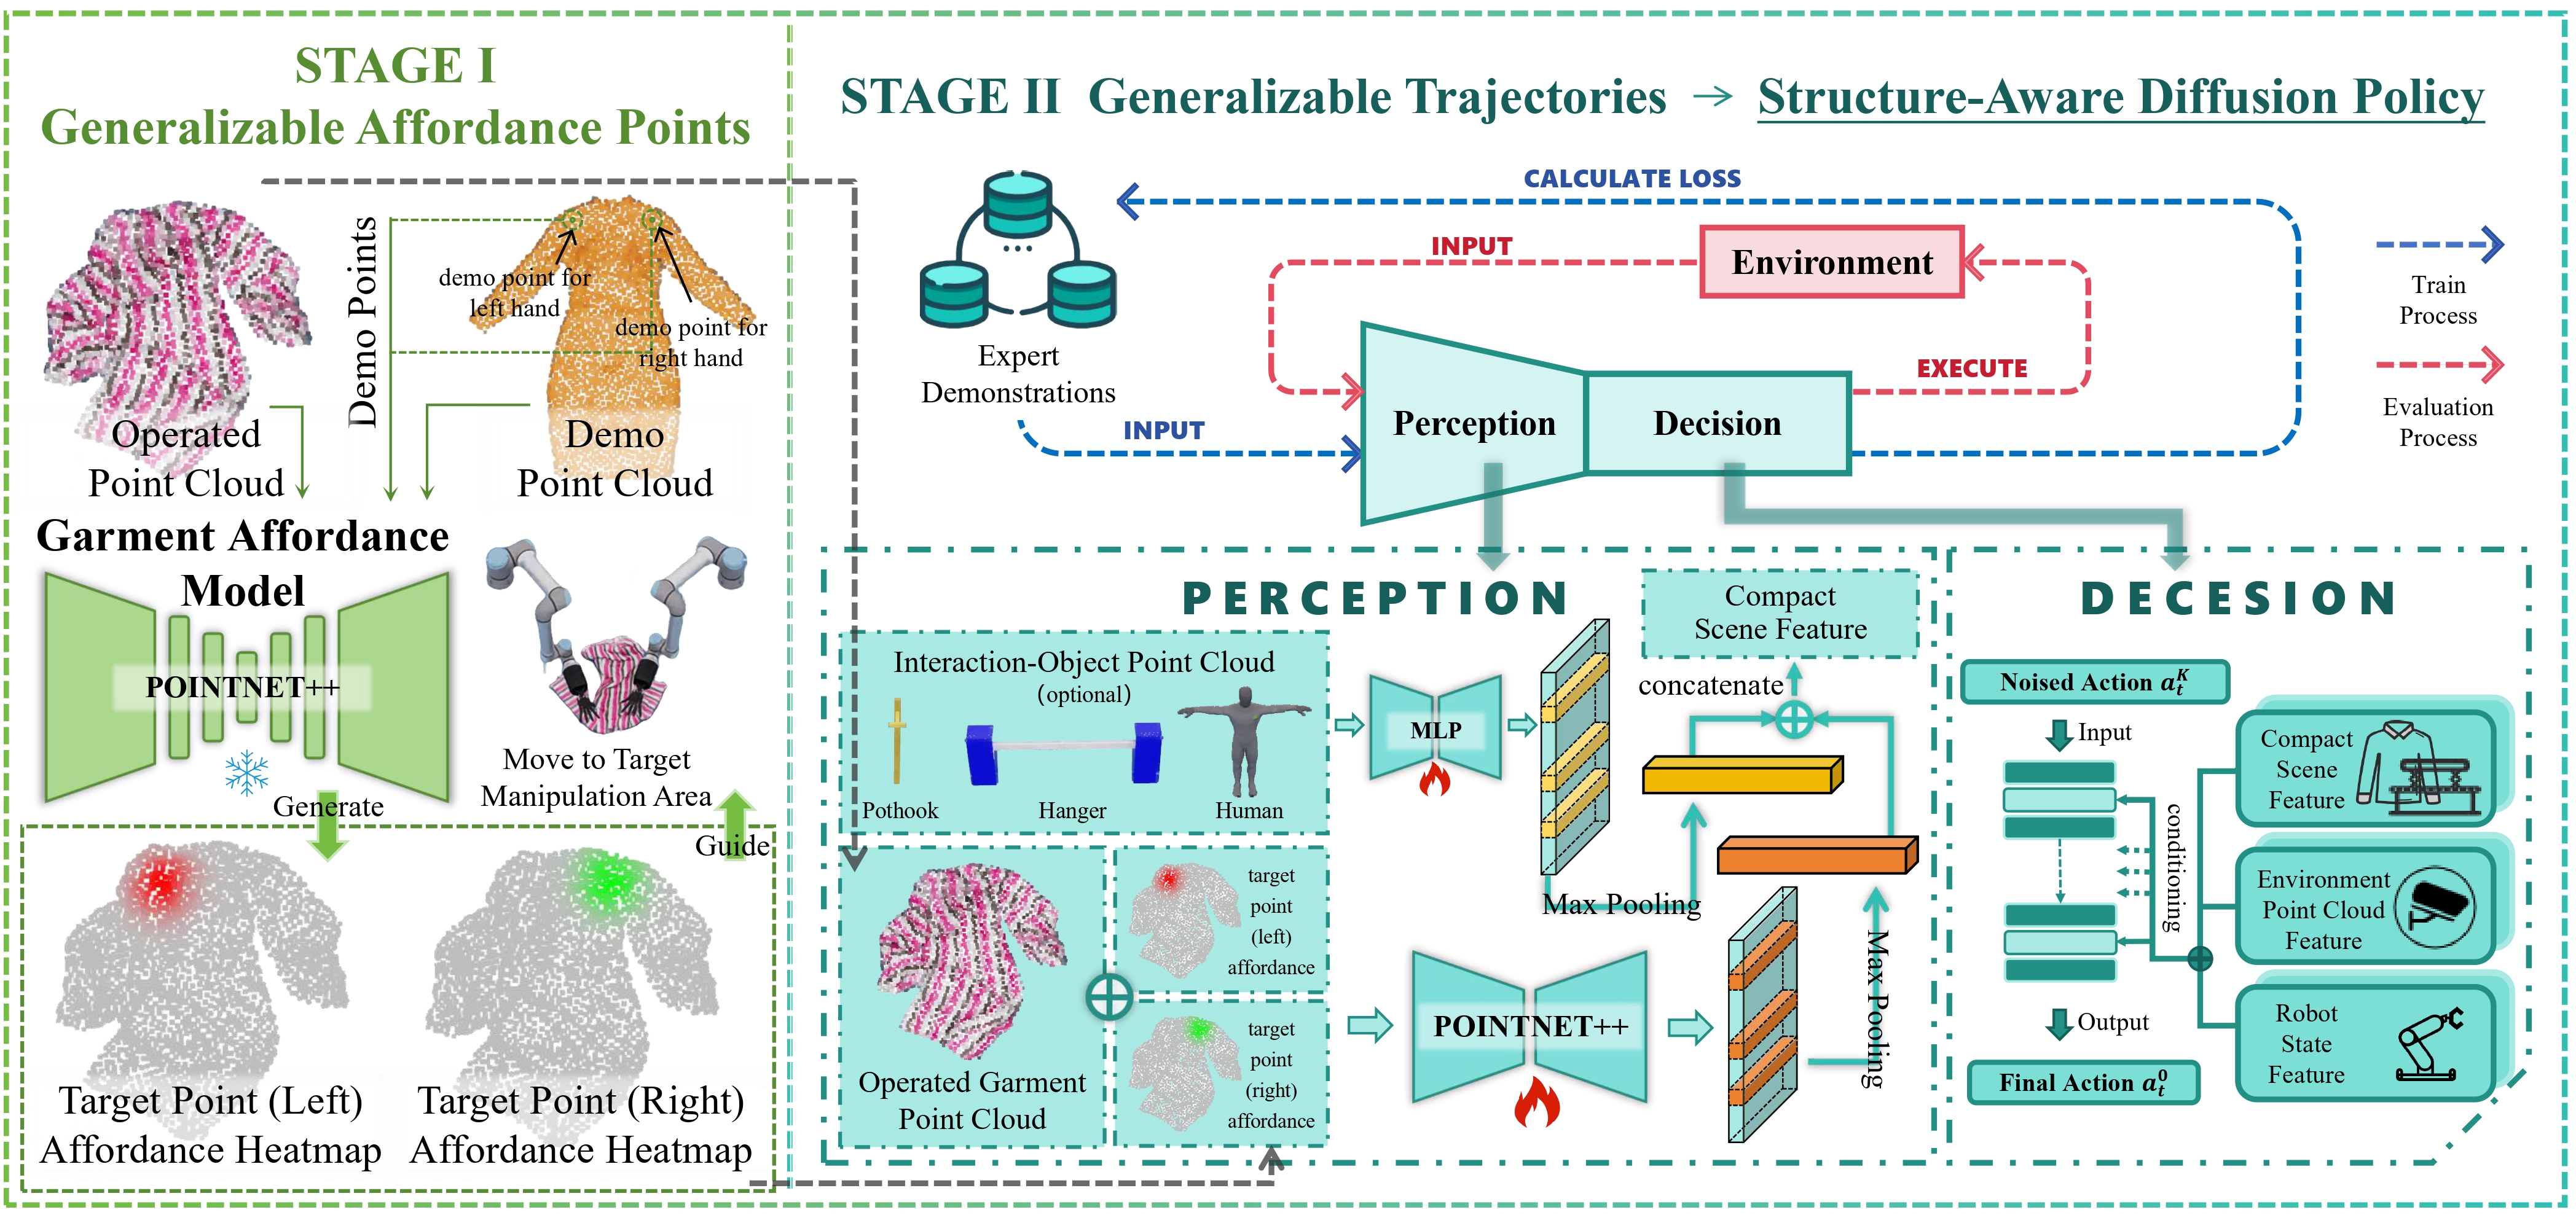 STAGE I
Generalizable Affordance Points
Demo Points
demo point for
left hand
demo point for
right hand
Operated
Point Cloud
Demo
Point Cloud
Garment Affordance
Model
POINTNET++
Generate
Move to Target
Manipulation Area
Guide
Target Point (Left)
Affordance Heatmap
Target Point (Right)
Affordance Heatmap
STAGE II Generalizable Trajectories → Structure-Aware Diffusion Policy
CALCULATE LOSS
INPUT
Environment
Expert
Demonstrations
INPUT
Perception
Decision
EXECUTE
Train
Process
Evaluation
Process
PERCEPTION
Interaction-Object Point Cloud
(optional)
Pothook
Hanger
Human
MLP
Max Pooling
concatenate
Compact
Scene Feature
Operated Garment
Point Cloud
target
point
(left)
affordance
target
point
(right)
affordance
POINTNET++
Max Pooling
DECESION
Noised Action $a_t^K$
Input
conditioning
Output
Final Action $a_t^0$
Compact
Scene
Feature
Environment
Point Cloud
Feature
Robot
State
Feature